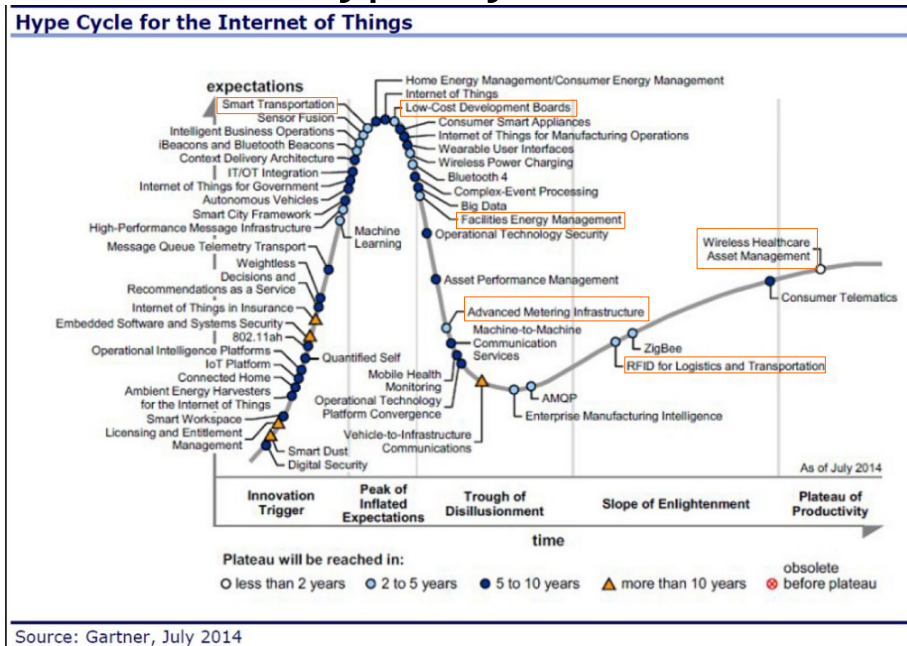 Hype Cycle for the Internet of Things
expectations
Home Energy Management/Consumer Energy Management
Internet of Things
Smart Transportation
Low-Cost Development Boards
Sensor Fusion
Consumer Smart Appliances
Intelligent Business Operations
Internet of Things for Manufacturing Operations
iBeacons and Bluetooth Beacons
Wearable User Interfaces
Context Delivery Architecture
Wireless Power Charging
IT/OT Integration
Bluetooth 4
Internet of Things for Government
Complex-Event Processing
Autonomous Vehicles
Big Data
Smart City Framework
Facilities Energy Management
High-Performance Message Infrastructure
Machine
Learning
Operational Technology Security
Message Queue Telemetry Transport
Weightless
Decisions and
Recommendations as a Service
Asset Performance Management
Wireless Healthcare
Asset Management
Consumer Telematics
Internet of Things in Insurance
Advanced Metering Infrastructure
Embedded Software and Systems Security
802.11ah
Machine-to-Machine
Communication
Services
Operational Intelligence Platforms
Quantified Self
IoT Platform
Mobile Health
Monitoring
ZigBee
RFID for Logistics and Transportation
Connected Home
Ambient Energy Harvesters
for the Internet of Things
Operational Technology
Platform Convergence
AMQP
Enterprise Manufacturing Intelligence
Smart Workspace
Licensing and Entitlement
Management
Vehicle-to-Infrastructure
Communications
Smart Dust
Digital Security
As of July 2014
Innovation
Trigger
Peak of
Inflated
Expectations
Trough of
Disillusionment
Slope of Enlightenment
Plateau of
Productivity
time
Plateau will be reached in:
less than 2 years
2 to 5 years
5 to 10 years
more than 10 years
obsolete
before plateau
Source: Gartner, July 2014